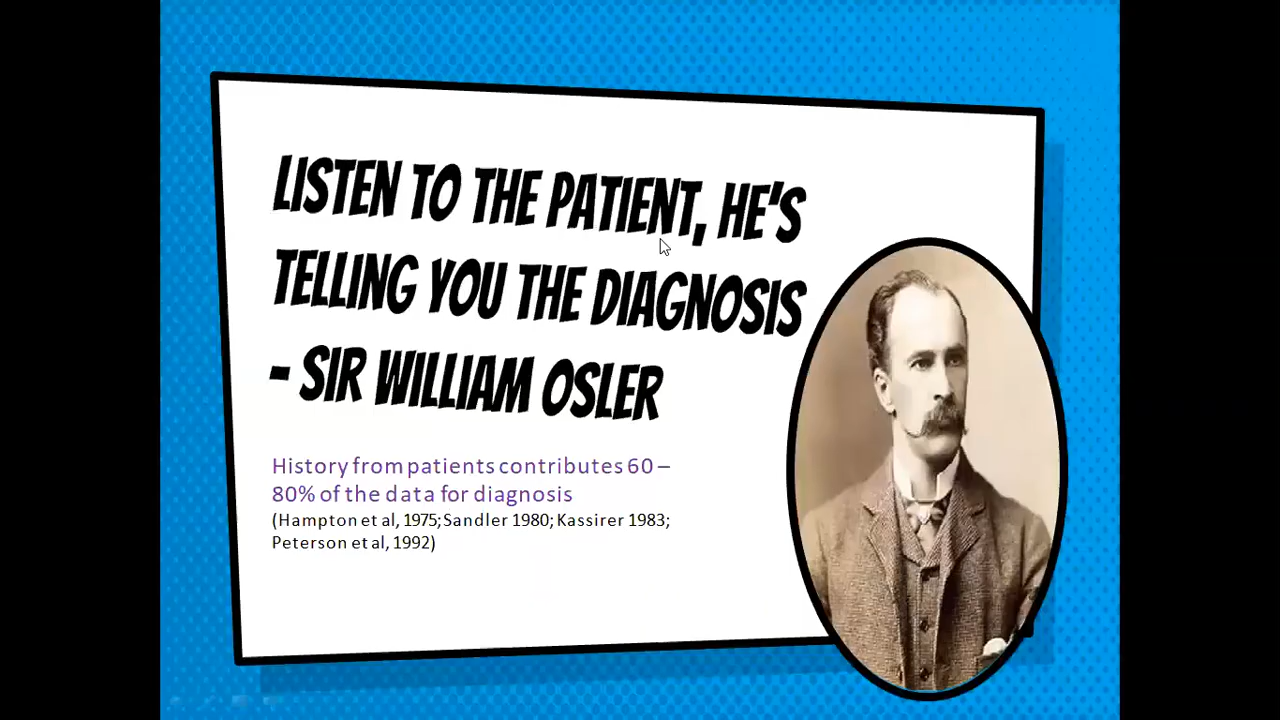 LISTEN TO THE PATIENT, HE'S
TELLING YOU THE DIAGNOSIS
- SIR WILLIAM OSLER
History from patients contributes 60 –
80% of the data for diagnosis
(Hampton et al, 1975; Sandler 1980; Kassirer 1983;
Peterson et al, 1992)